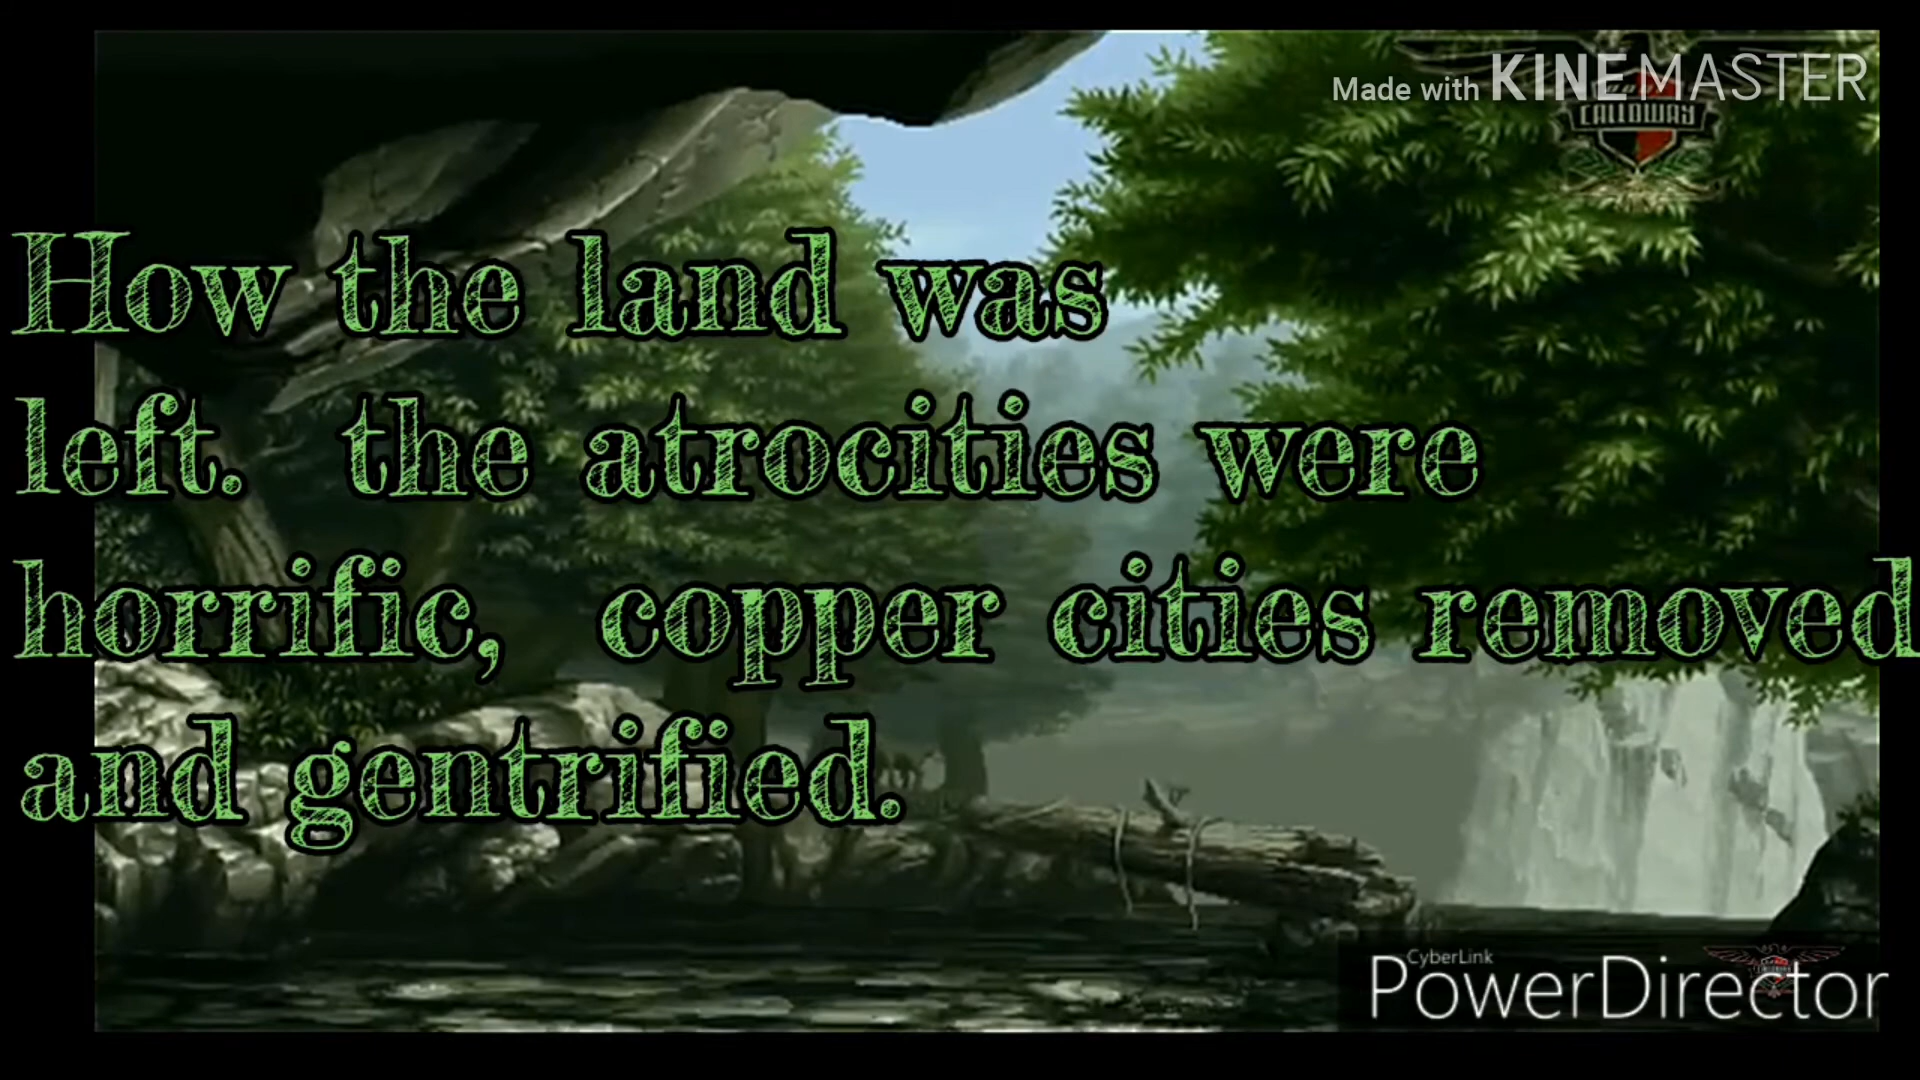 Made with KINEMASTER
CALLOWAY
How the land was
left. the atrocities were
horrific, copper cities removed
and gentrified.
CyberLink
PowerDirector